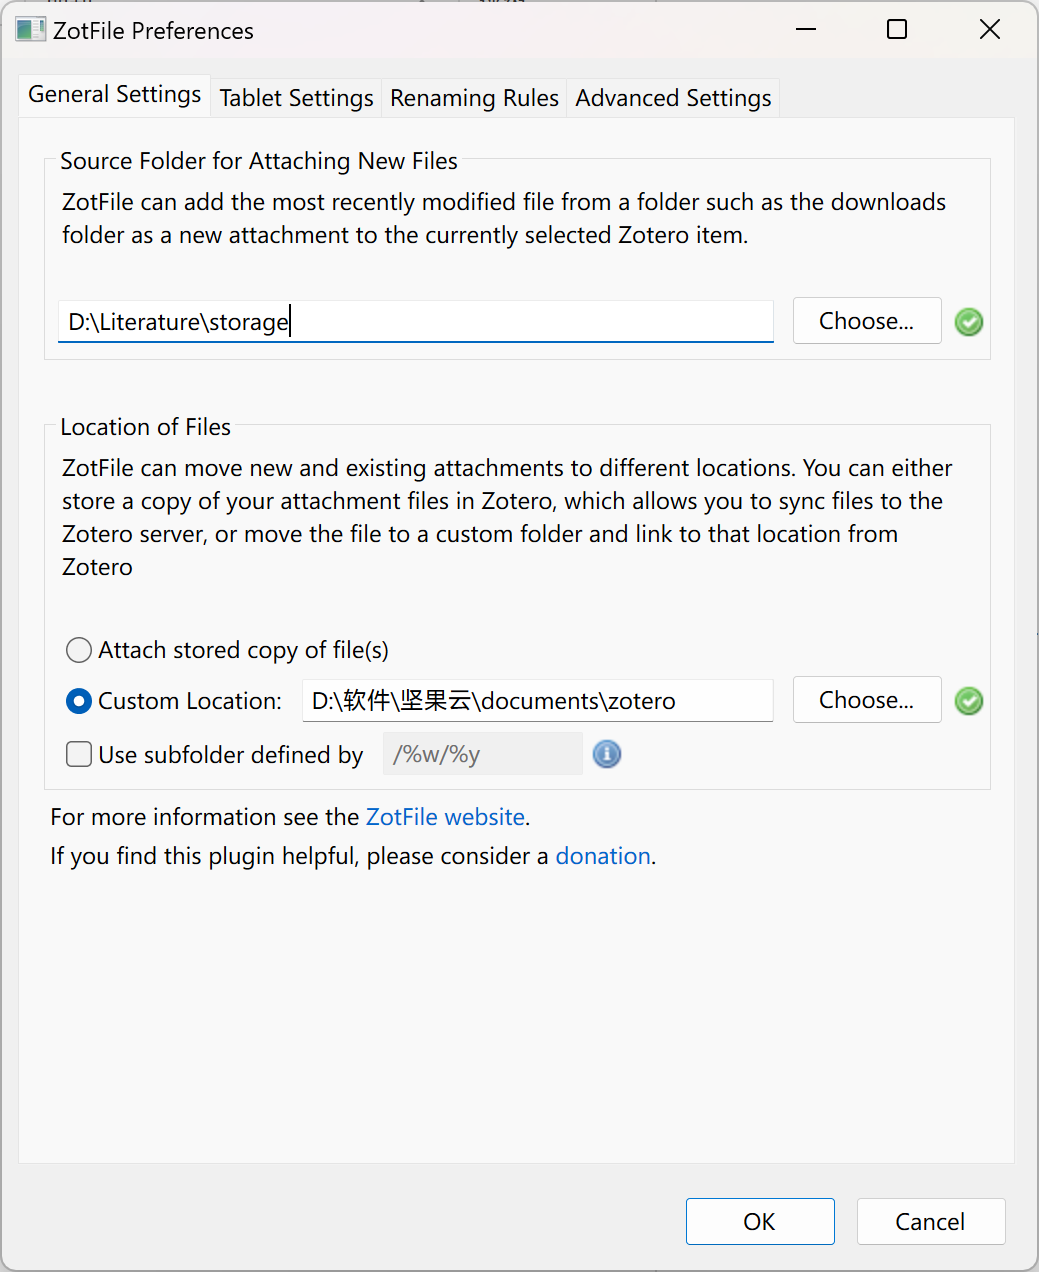 ZotFile Preferences
General Settings
Tablet Settings
Renaming Rules
Advanced Settings
Source Folder for Attaching New Files
ZotFile can add the most recently modified file from a folder such as the downloads
folder as a new attachment to the currently selected Zotero item.
D:\Literature\storage
Choose...
Location of Files
ZotFile can move new and existing attachments to different locations. You can either
store a copy of your attachment files in Zotero, which allows you to sync files to the
Zotero server, or move the file to a custom folder and link to that location from
Zotero
Attach stored copy of file(s)
Custom Location:
D:\软件\坚果云\documents\zotero
Choose...
Use subfolder defined by
/%w/%y
For more information see the ZotFile website.
If you find this plugin helpful, please consider a donation.
OK
Cancel